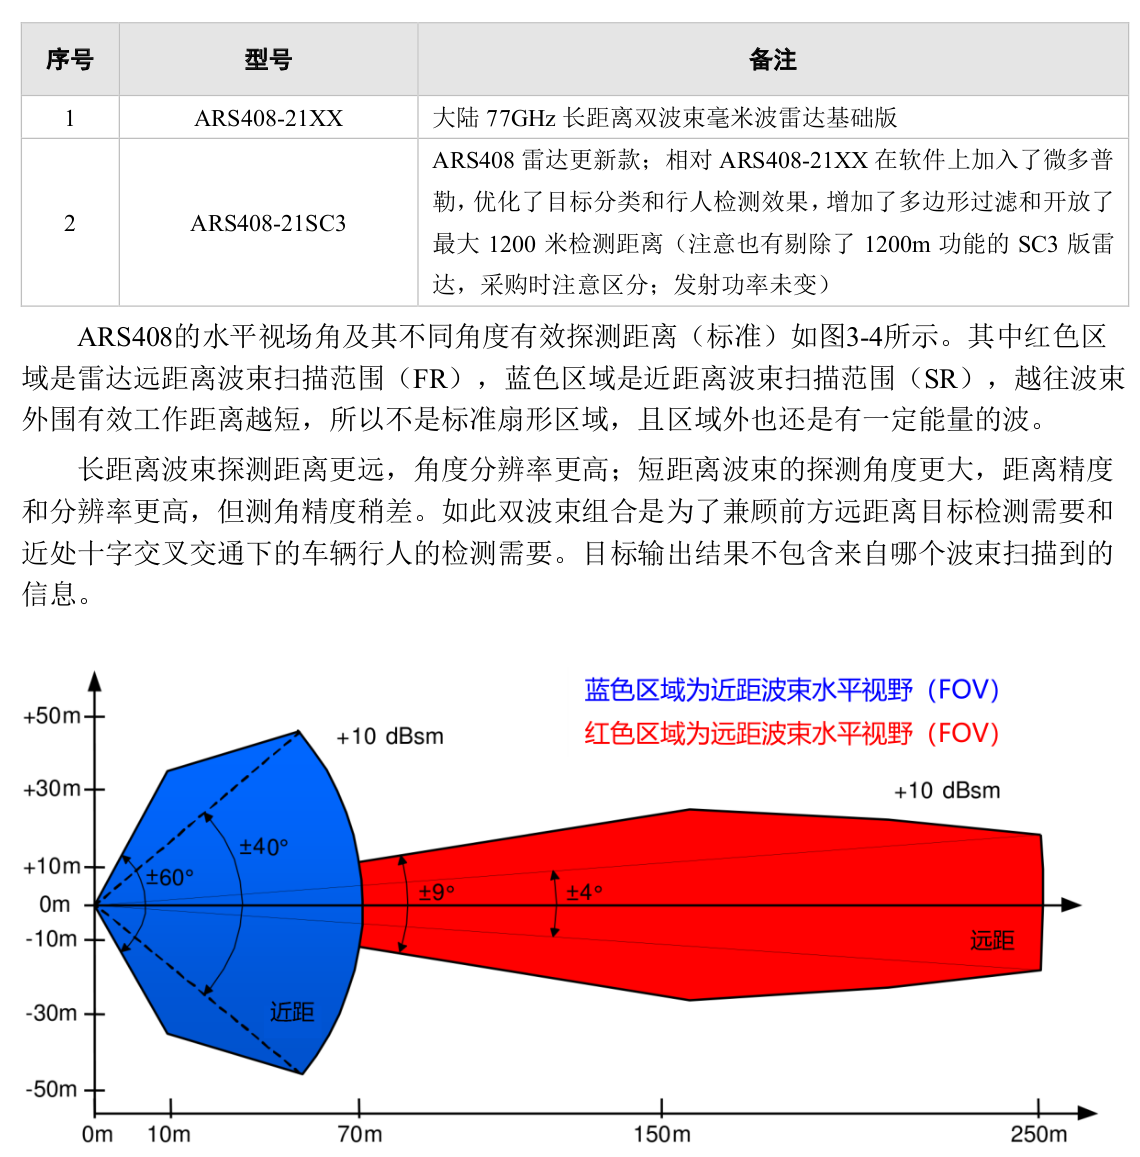 序号 型号 备注
1 ARS408-21XX 大陆 77GHz 长距离双波束毫米波雷达基础版
ARS408 雷达更新款；相对 ARS408-21XX 在软件上加入了微多普
勒，优化了目标分类和行人检测效果，增加了多边形过滤和开放了
2 ARS408-21SC3 最大 1200 米检测距离（注意也有剔除了 1200m 功能的 SC3 版雷
达，采购时注意区分；发射功率未变）
ARS408的水平视场角及其不同角度有效探测距离（标准）如图3-4所示。其中红色区
域是雷达远距离波束扫描范围（FR），蓝色区域是近距离波束扫描范围（SR），越往波束
外围有效工作距离越短，所以不是标准扇形区域，且区域外也还是有一定能量的波。
长距离波束探测距离更远，角度分辨率更高；短距离波束的探测角度更大，距离精度
和分辨率更高，但测角精度稍差。如此双波束组合是为了兼顾前方远距离目标检测需要和
近处十字交叉交通下的车辆行人的检测需要。目标输出结果不包含来自哪个波束扫描到的
信息。
蓝色区域为近距波束水平视野（FOV）
+50m
+10 dBsm
红色区域为远距波束水平视野（FOV）
+30m
+10 dBsm
±40°
+10m
±60°
±9°
±4°
0m
-10m
远距
-30m
近距
-50m
0m 10m 70m 150m 250m